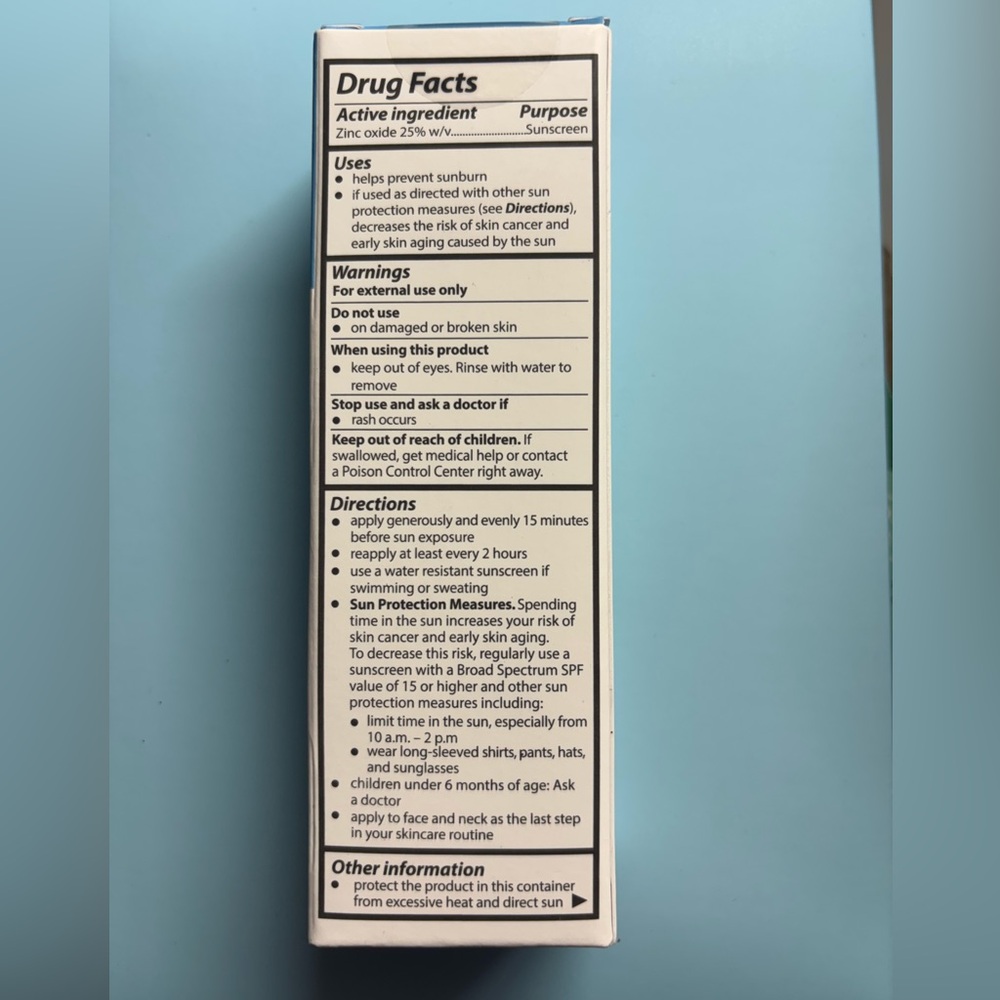 Drug Facts
Active ingredient Purpose
Zinc oxide 25% w/v..........................Sunscreen
Uses
• helps prevent sunburn
• if used as directed with other sun
protection measures (see Directions),
decreases the risk of skin cancer and
early skin aging caused by the sun
Warnings
For external use only
Do not use
• on damaged or broken skin
When using this product
• keep out of eyes. Rinse with water to
remove
Stop use and ask a doctor if
• rash occurs
Keep out of reach of children. If
swallowed, get medical help or contact
a Poison Control Center right away.
Directions
• apply generously and evenly 15 minutes
before sun exposure
• reapply at least every 2 hours
• use a water resistant sunscreen if
swimming or sweating
• Sun Protection Measures. Spending
time in the sun increases your risk of
skin cancer and early skin aging.
To decrease this risk, regularly use a
sunscreen with a Broad Spectrum SPF
value of 15 or higher and other sun
protection measures including:
• limit time in the sun, especially from
10 a.m. – 2 p.m
• wear long-sleeved shirts, pants, hats,
and sunglasses
• children under 6 months of age: Ask
a doctor
• apply to face and neck as the last step
in your skincare routine
Other information
• protect the product in this container
from excessive heat and direct sun ▶